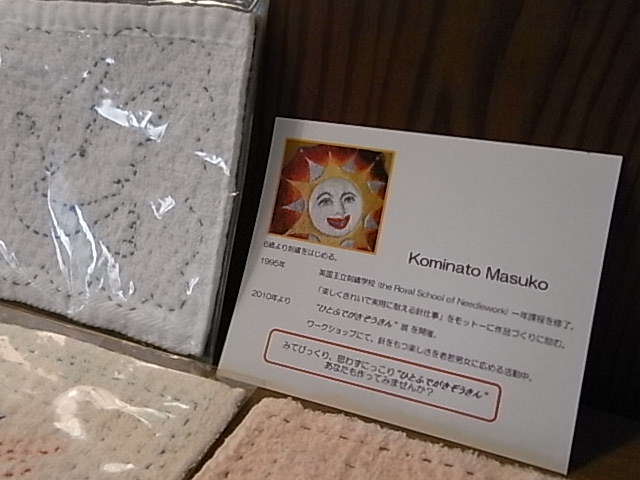 Kominato Masuko
6歳より刺繍をはじめる。
1995年
英国王立刺繍学校(the Royal School of Needlework)一年課程を修了。
「楽しくきれいで実用に耐える針仕事」をモットーに作品づくりに励む。
2010年より
"ひとふでがきぞうきん"展を開催。
ワークショップにて、針をもつ楽しさを老若男女に広める活動中。
みてびっくり、思わずにっこり"ひとふでがきぞうきん"
あなたも作ってみませんか?